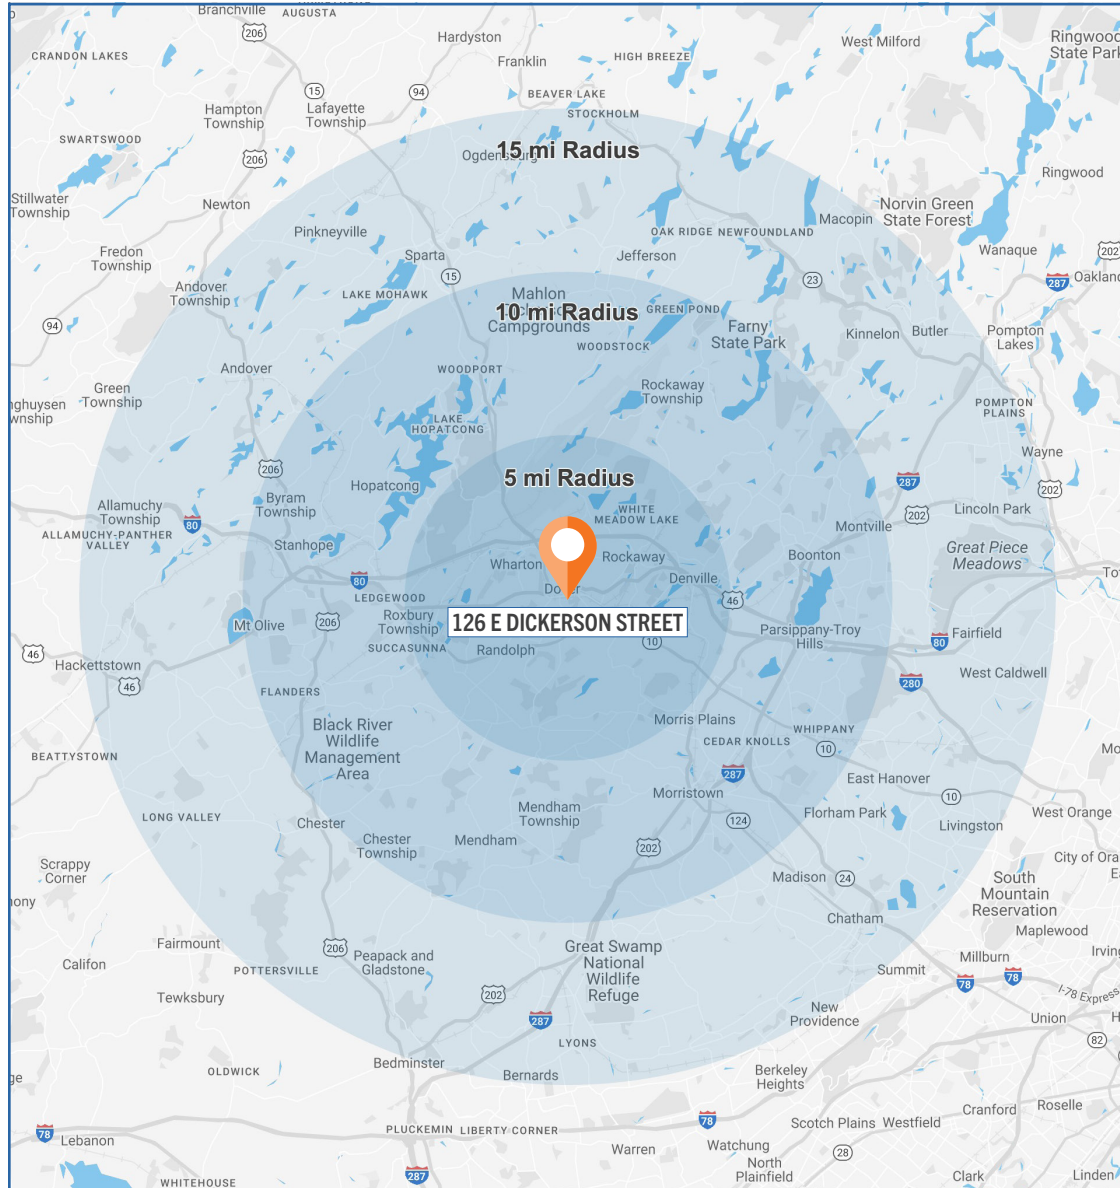 Branchville
AUGUSTA
206
Hardyston
West Milford
Ringwood
State Park
CRANDON LAKES
Franklin
HIGH BREEZE
15
94
BEAVER LAKE
Hampton
Township
Lafayette
Township
STOCKHOLM
SWARTSWOOD
15 mi Radius
206
Ringwood
Stillwater
Township
Newton
Norvin Green
State Forest
Macopin
Pinkneyville
OAK RIDGE
NEWFOUNDLAND
Wanaque
202
Fredon
Township
Sparta
Jefferson
15
23
287
Oakland
Andover
Township
LAKE MOHAWK
Mahlon
10 mi Radius
Campgrounds
GREEN POND
94
Farny
State Park
Kinnelon
Butler
Pompton
Lakes
WOODSTOCK
Andover
WOODPORT
Green
Township
Rockaway
Township
POMPTON
PLAINS
LAKE
HOPATCONG
Wayne
206
5 mi Radius
287
Hopatcong
202
Byram
Township
Allamuchy
Township
80
WHITE
MEADOW LAKE
202
Lincoln Park
Montville
ALLAMUCHY-PANTHER
VALLEY
Stanhope
Great Piece
Meadows
Wharton
Rockaway
Boonton
80
Denville
LEDGEWOOD
46
Mt Olive
206
Roxbury
Township
126 E DICKERSON STREET
Parsippany-Troy
Hills
80
Fairfield
46
SUCCASUNNA
Randolph
10
Hackettstown
46
West Caldwell
280
FLANDERS
Black River
Wildlife
Management
Area
Morris Plains
WHIPPANY
CEDAR KNOLLS
10
BEATTYSTOWN
287
East Hanover
Morristown
10
LONG VALLEY
Chester
Mendham
Township
124
Florham Park
West Orange
Livingston
Chester
Township
Mendham
202
Scrappy
Corner
Madison
24
South
Mountain
Reservation
Chatham
Maplewood
Fairmount
206
Peapack and
Gladstone
Great Swamp
National
Wildlife
Refuge
Millburn
Califon
POTTERSVILLE
Summit
78
78
Tewksbury
202
New
Providence
287
Union
LYONS
82
Bedminster
OLDWICK
Bernards
Berkeley
Heights
Cranford
Roselle
78
Lebanon
PLUCKEMIN
LIBERTY CORNER
78
Scotch Plains
Westfield
Warren
Watchung
28
North
Plainfield
287
WHITEHOUSE
Clark
Linden